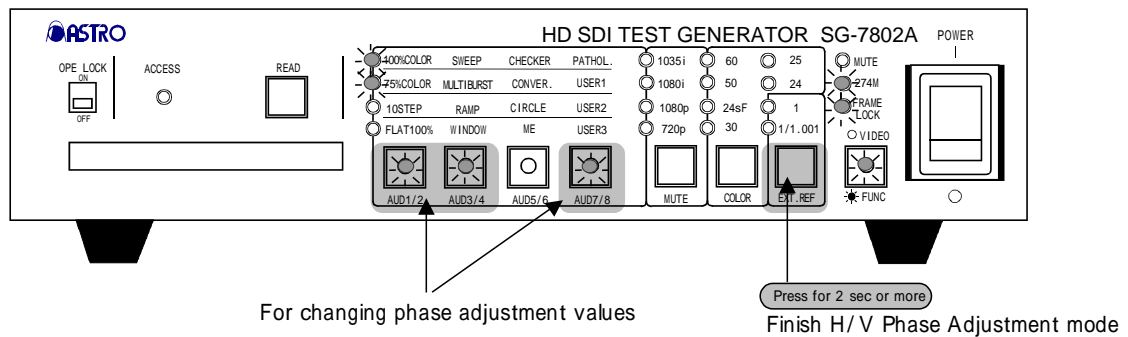 ASTRO
HD SDI TEST GENERATOR SG-7802A
POWER
OPE LOCK
ON
OFF
ACCESS
READ
100%COLOR SWEEP CHECKER PATHOL.
75%COLOR MULTIBURST CONVER. USER1
10STEP RAMP CIRCLE USER2
FLAT100% WINDOW ME USER3
AUD1/2 AUD3/4 AUD5/6 AUD7/8
1035i
1080i
1080p
720p
MUTE
60
50
24sF
30
COLOR
25
24
1
1/1.001
EXT.REF
MUTE
274M
FRAME
LOCK
VIDEO
FUNC
For changing phase adjustment values
Press for 2 sec or more
Finish H/V Phase Adjustment mode